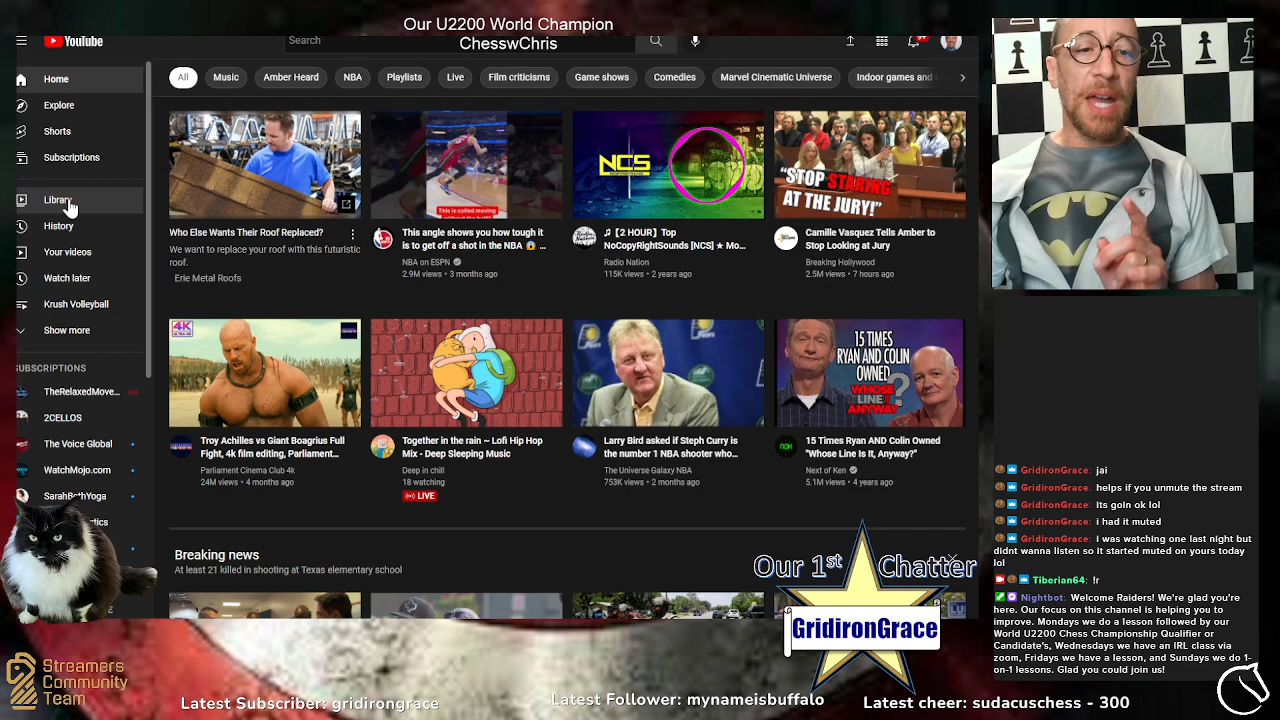 Our U2200 World Champion
ChesswChris
YouTube
Search
9+
All
Music
Amber Heard
NBA
Playlists
Live
Film criticisms
Game shows
Comedies
Marvel Cinematic Universe
Indoor games and
Home
Explore
Shorts
Subscriptions
Library
History
Your videos
Watch later
Krush Volleyball
Show more
SUBSCRIPTIONS
TheRelaxedMove...
2CELLOS
The Voice Global
WatchMojo.com
SarahBethYoga
This is called moving
NCS
"STOP STARING
AT THE JURY!"
Who Else Wants Their Roof Replaced?
We want to replace your roof with this futuristic
roof.
Erie Metal Roofs
This angle shows you how tough it
is to get off a shot in the NBA 😱 ...
NBA on ESPN
2.9M views • 3 months ago
♫ 【2 HOUR】 Top
NoCopyRightSounds [NCS] ★ Mo...
Radio Nation
115K views • 2 years ago
Camille Vasquez Tells Amber to
Stop Looking at Jury
Breaking Hollywood
2.5M views • 7 hours ago
4K
PACERS
15 TIMES
RYAN AND COLIN
OWNED
WHOSE
LINE IS IT
ANYWAY?
Troy Achilles vs Giant Boagrius Full
Fight, 4k film editing, Parliament...
Parliament Cinema Club 4k
24M views • 4 months ago
Together in the rain ~ Lofi Hip Hop
Mix - Deep Sleeping Music
Deep in chill
18 watching
LIVE
Larry Bird asked if Steph Curry is
the number 1 NBA shooter who...
The Universe Galaxy NBA
753K views • 2 months ago
NOK
15 Times Ryan AND Colin Owned
"Whose Line Is It, Anyway?"
Next of Ken
5.1M views • 4 years ago
Breaking news
At least 21 killed in shooting at Texas elementary school
Our 1st Chatter
GridironGrace
GridironGrace: jai
GridironGrace: helps if you unmute the stream
GridironGrace: its goin ok lol
GridironGrace: i had it muted
GridironGrace: I was watching one last night but
didnt wanna listen so it started muted on yours today
lol
Tiberian64: !r
Nightbot: Welcome Raiders! We're glad you're
here. Our focus on this channel is helping you to
improve. Mondays we do a lesson followed by our
World U2200 Chess Championship Qualifier or
Candidate's, Wednesdays we have an IRL class via
zoom, Fridays we have a lesson, and Sundays we do 1-
on-1 lessons. Glad you could join us!
Streamers
Community
Team
Latest Subscriber: gridirongrace
Latest Follower: mynameisbuffalo
Latest cheer: sudacuschess - 300